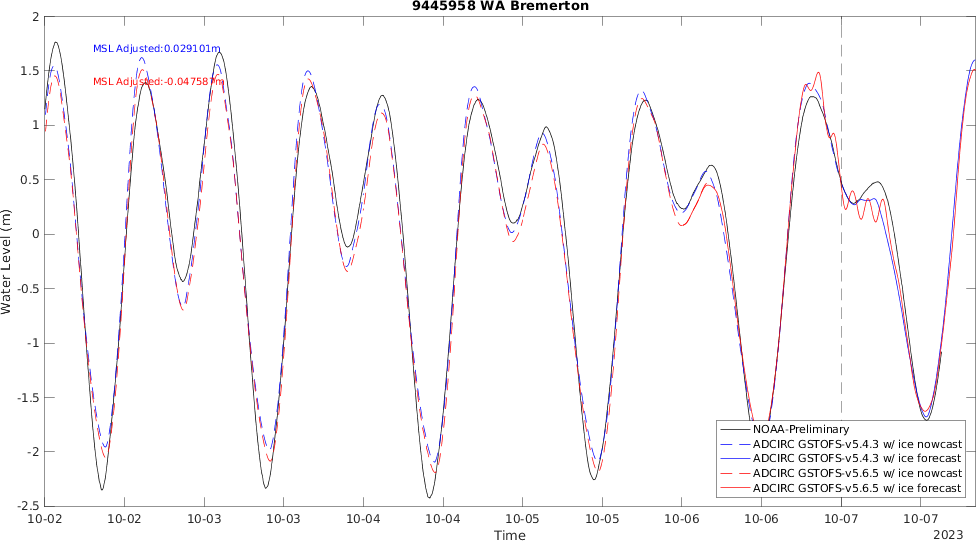 9445958 WA Bremerton
MSL Adjusted:0.029101m
MSL Adjusted:-0.047587m
Water Level (m)
2
1.5
1
0.5
0
-0.5
-1
-1.5
-2
-2.5
NOAA-Preliminary
ADCIRC GSTOFS-v5.4.3 w/ ice nowcast
ADCIRC GSTOFS-v5.4.3 w/ ice forecast
ADCIRC GSTOFS-v5.6.5 w/ ice nowcast
ADCIRC GSTOFS-v5.6.5 w/ ice forecast
10-02 10-02 10-03 10-03 10-04 10-04 10-05 10-05 10-06 10-06 10-07 10-07
Time
2023